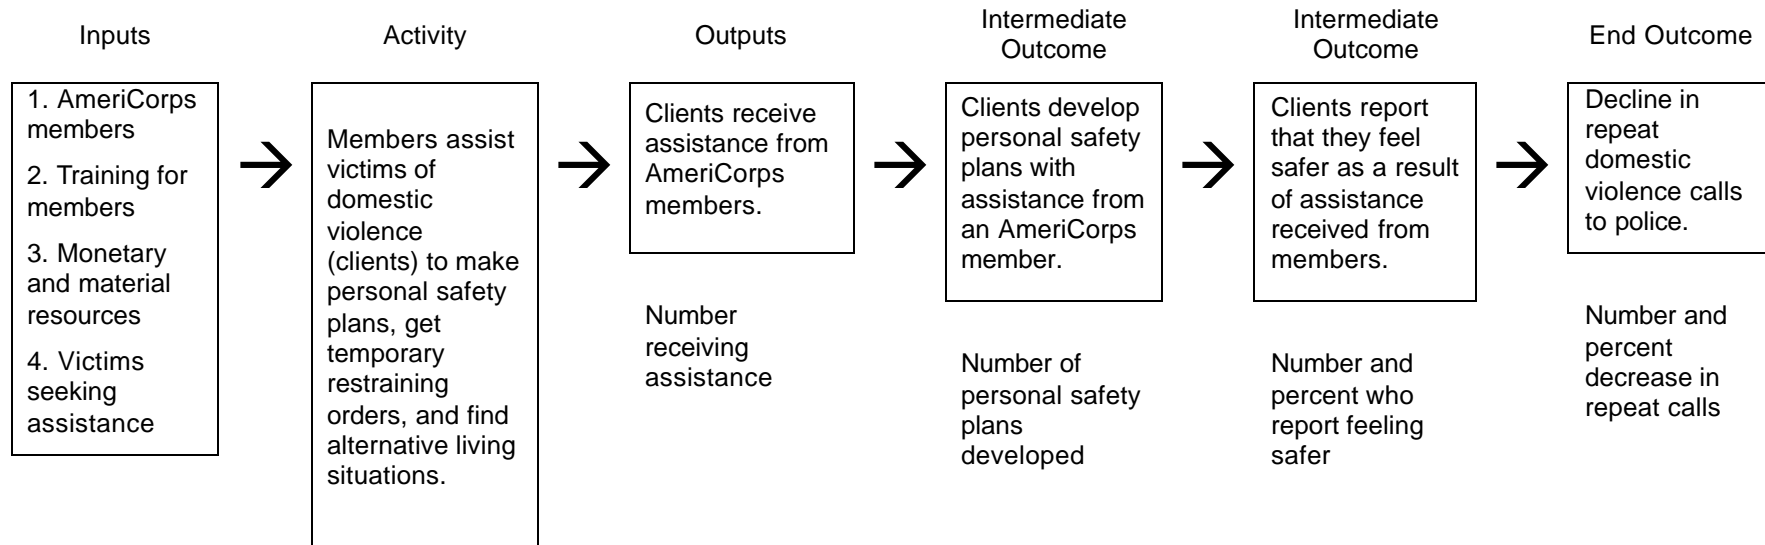 Inputs
1. AmeriCorps
members
2. Training for
members
3. Monetary
and material
resources
4. Victims
seeking
assistance
Activity
Members assist
victims of
domestic
violence
(clients) to make
personal safety
plans, get
temporary
restraining
orders, and find
alternative living
situations.
Outputs
Clients receive
assistance from
AmeriCorps
members.
Number
receiving
assistance
Intermediate
Outcome
Clients develop
personal safety
plans with
assistance from
an AmeriCorps
member.
Number of
personal safety
plans
developed
Intermediate
Outcome
Clients report
that they feel
safer as a result
of assistance
received from
members.
Number and
percent who
report feeling
safer
End Outcome
Decline in
repeat
domestic
violence calls
to police.
Number and
percent
decrease in
repeat calls